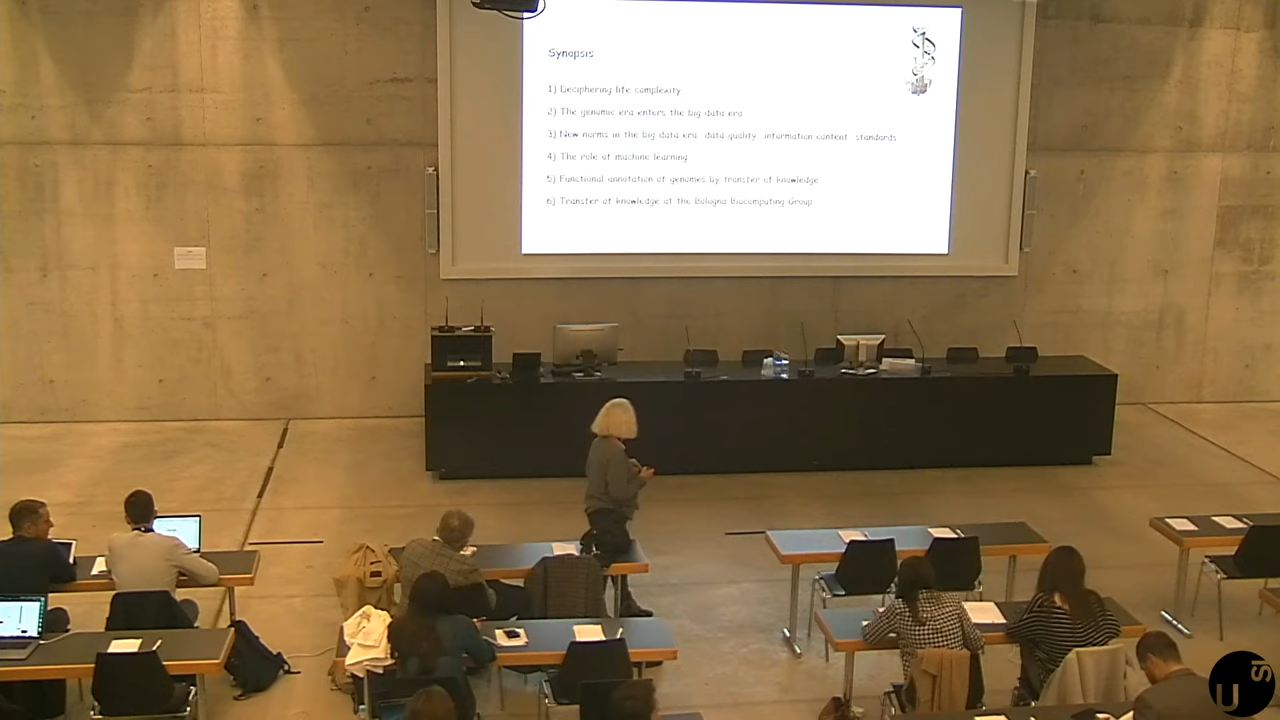 Synopsis
1) Deciphering life complexity
2) The genomic era enters the big data era
3) New norms in the big data era data quality information content standards
4) The role of machine learning
5) Functional annotation of genomes by transfer of knowledge
6) Transfer of knowledge at the Bologna Biocomputing Group
U
SI